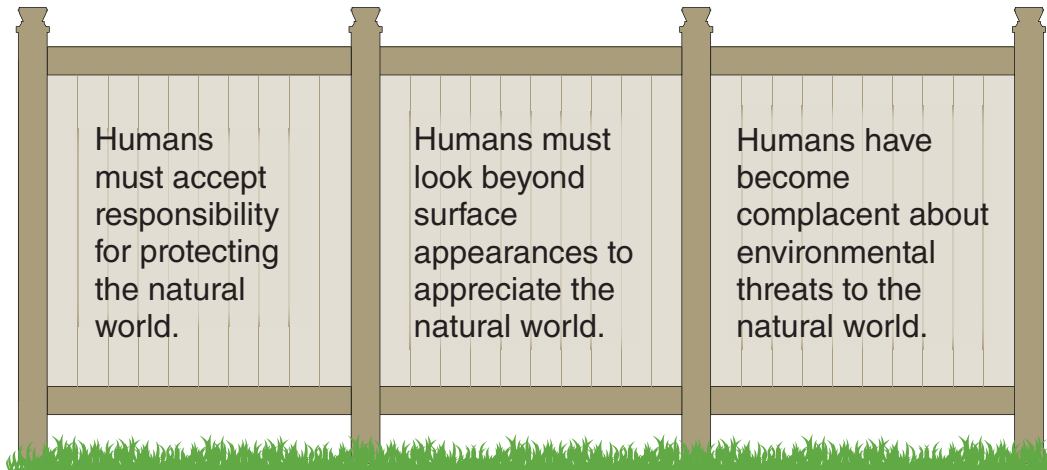 Humans
must accept
responsibility
for protecting
the natural
world.
Humans must
look beyond
surface
appearances to
appreciate the
natural world.
Humans have
become
complacent about
environmental
threats to the
natural world.